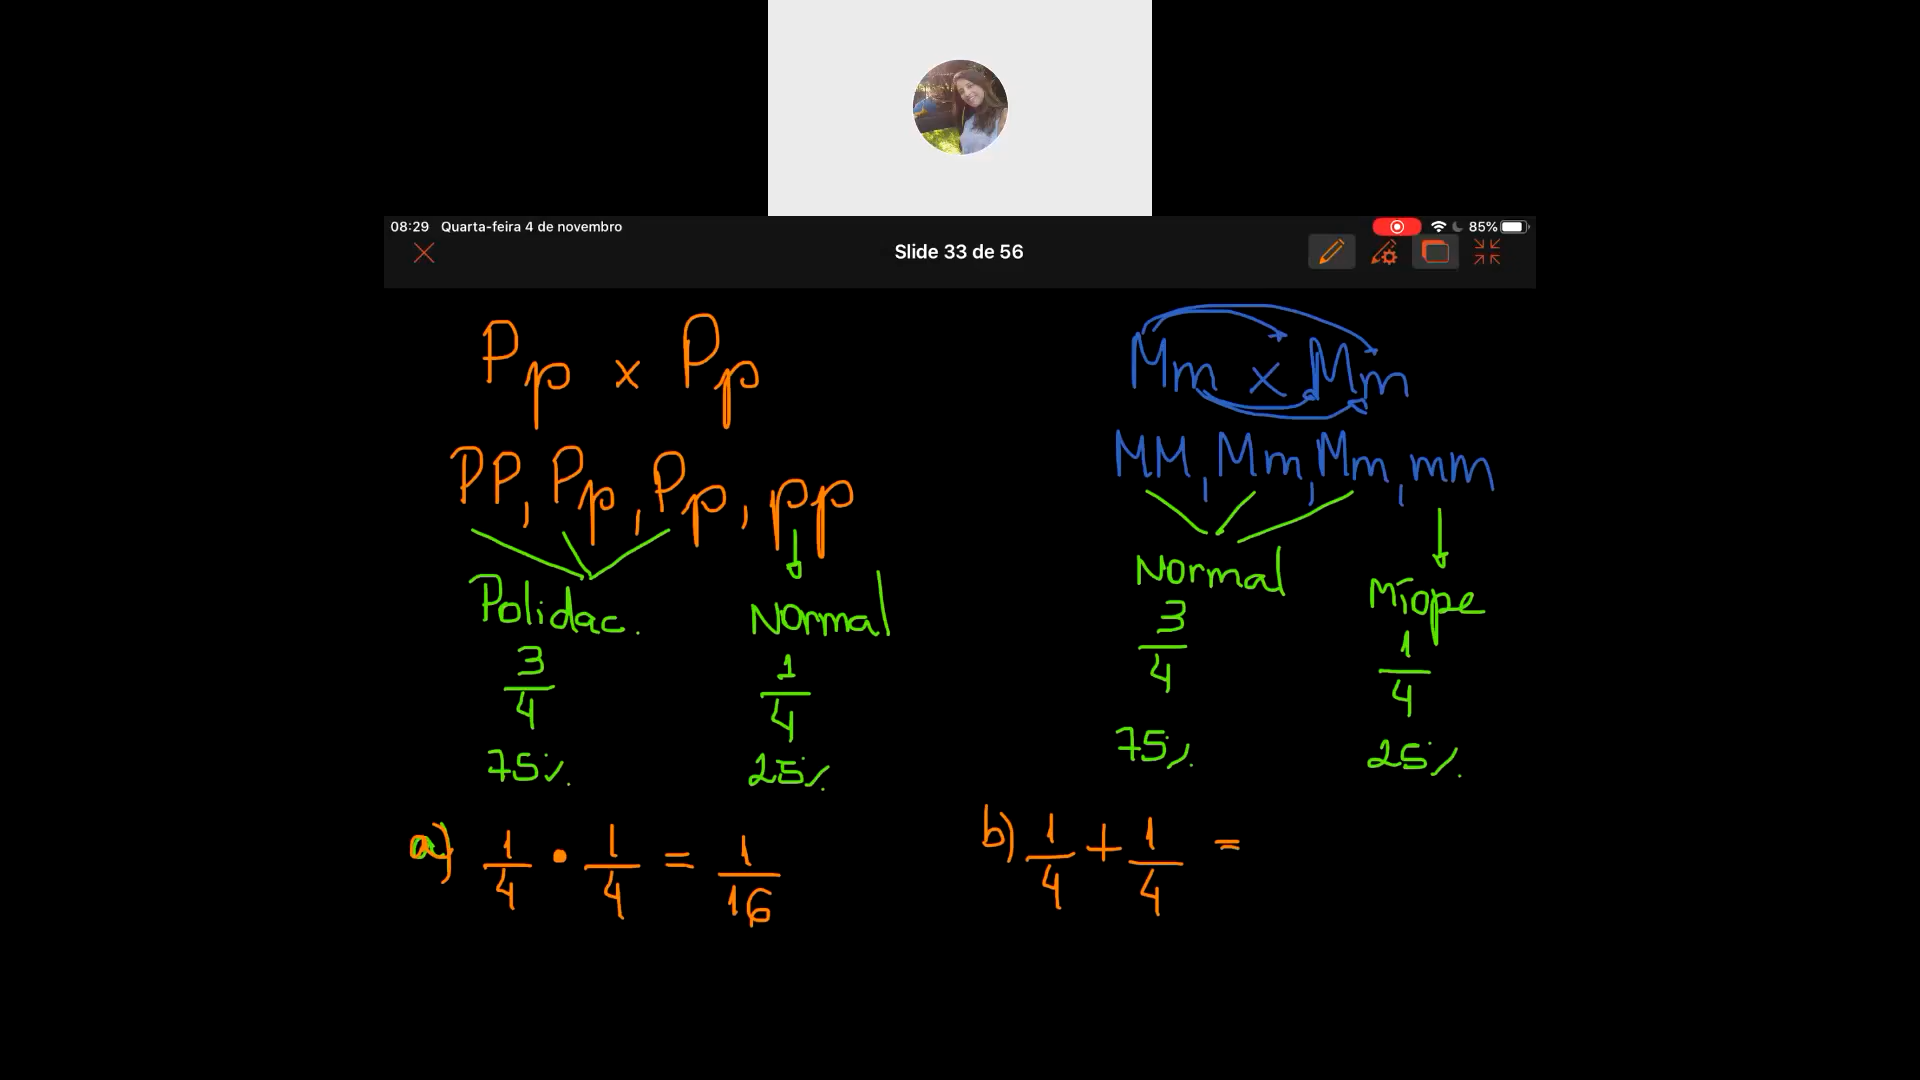 08:29 Quarta-feira 4 de novembro 85%
Slide 33 de 56
Pp x Pp
Mm x Mm
PP, Pp, Pp, pp
MM, Mm, Mm, mm
Polidac. Normal
Normal Míope
3/4 1/4
3/4 1/4
75% 25%
75% 25%
a) 1/4 • 1/4 = 1/16
b) 1/4 + 1/4 =